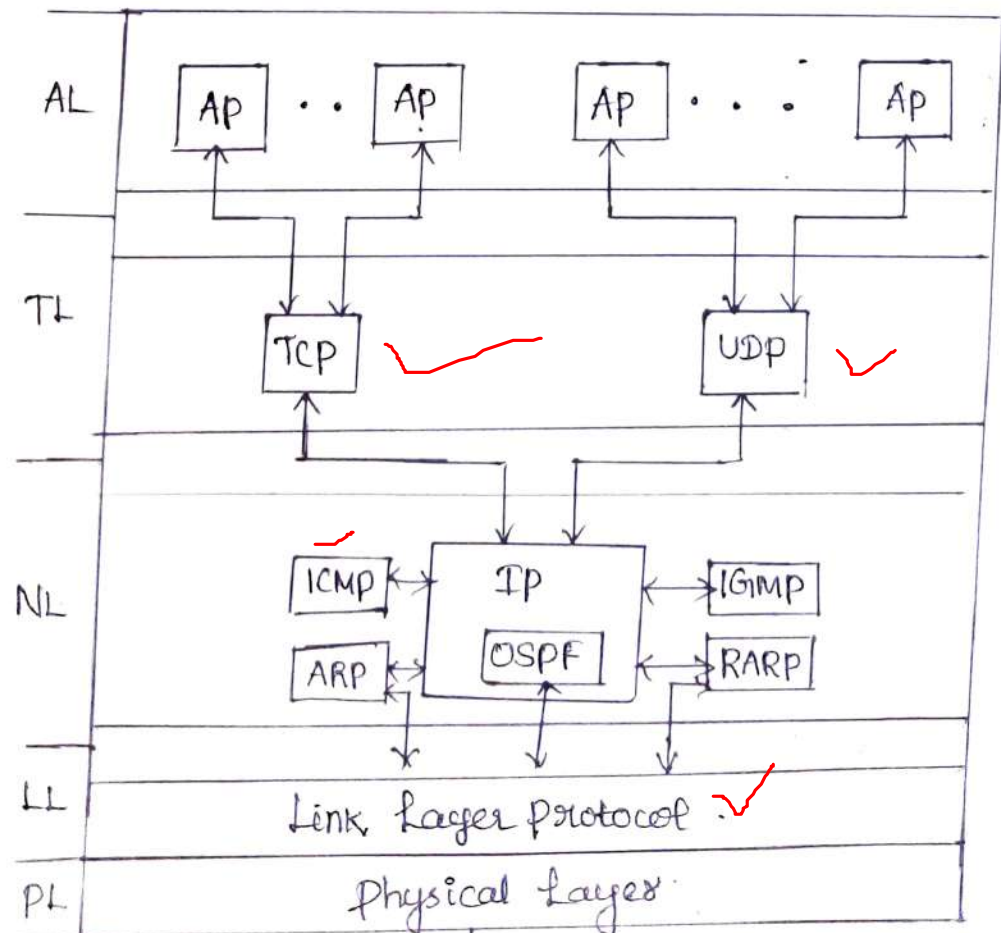 AL
AP .. AP AP ... AP
TL
TCP UDP
NL
ICMP IP IGMP
ARP OSPF RARP
LL
Link Layer protocol.
PL
Physical Layer.